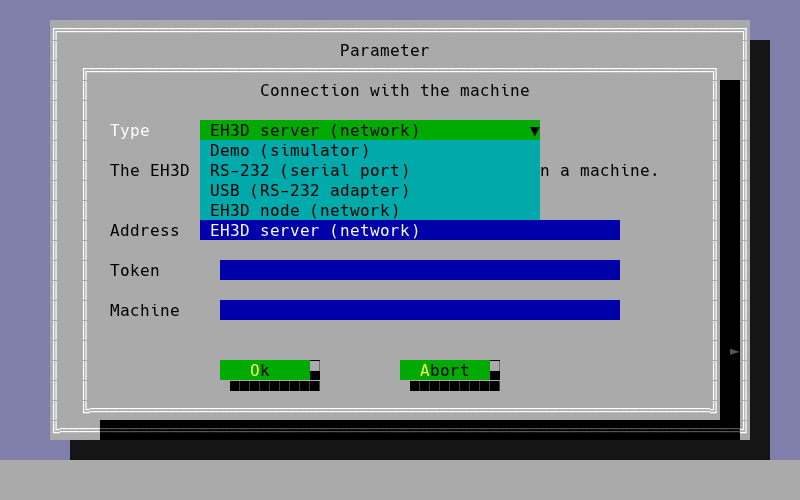 Parameter
Connection with the machine
Type EH3D server (network) ▼
Demo (simulator)
The EH3D RS-232 (serial port) n a machine.
USB (RS-232 adapter)
EH3D node (network)
Address EH3D server (network)
Token
Machine
Ok Abort